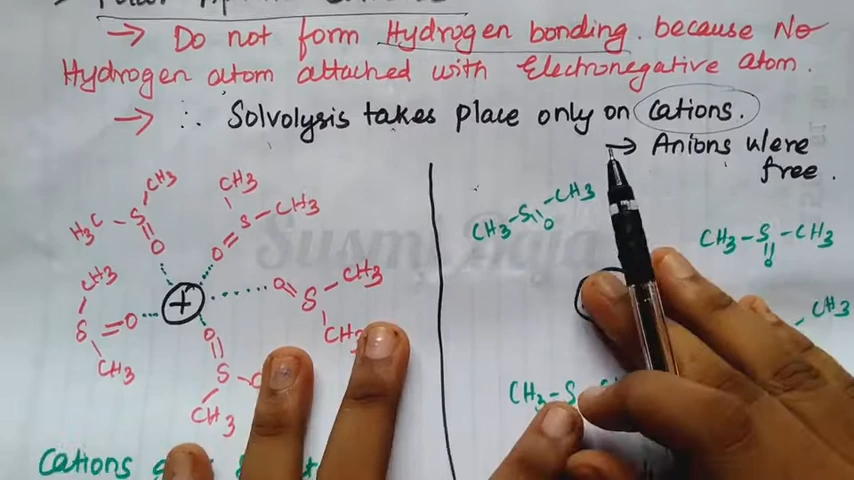 → Do not form Hydrogen bonding. because No
Hydrogen atom attached with Electronegative atom.
→ ∴ Solvolysis takes place only on Cations.
→ Anions were
free.
CH3
H3C - S
O
CH3
S - CH3
O
CH3
S = O
CH3
O
S
CH3
CH3
O
S
CH3
CH3 - S - CH3
O
CH3 - S - CH3
O
CH3
CH3 - S
Cations
Susmi Naja